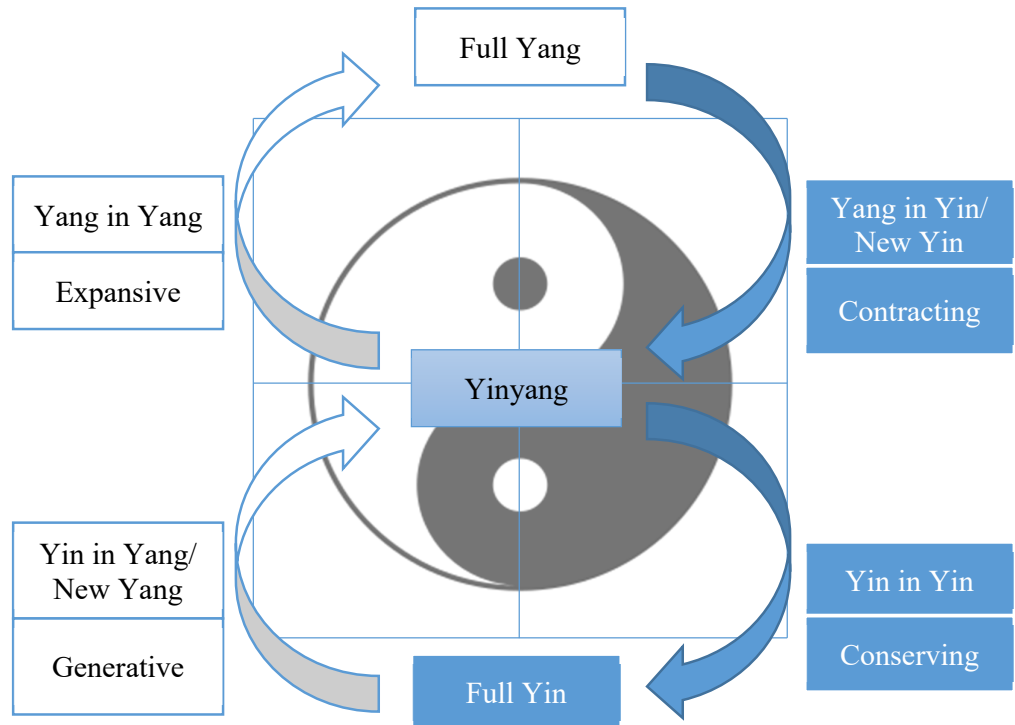 Full Yang
Yang in Yang
Expansive
Yang in Yin/
New Yin
Contracting
Yinyang
Yin in Yang/
New Yang
Generative
Yin in Yin
Conserving
Full Yin